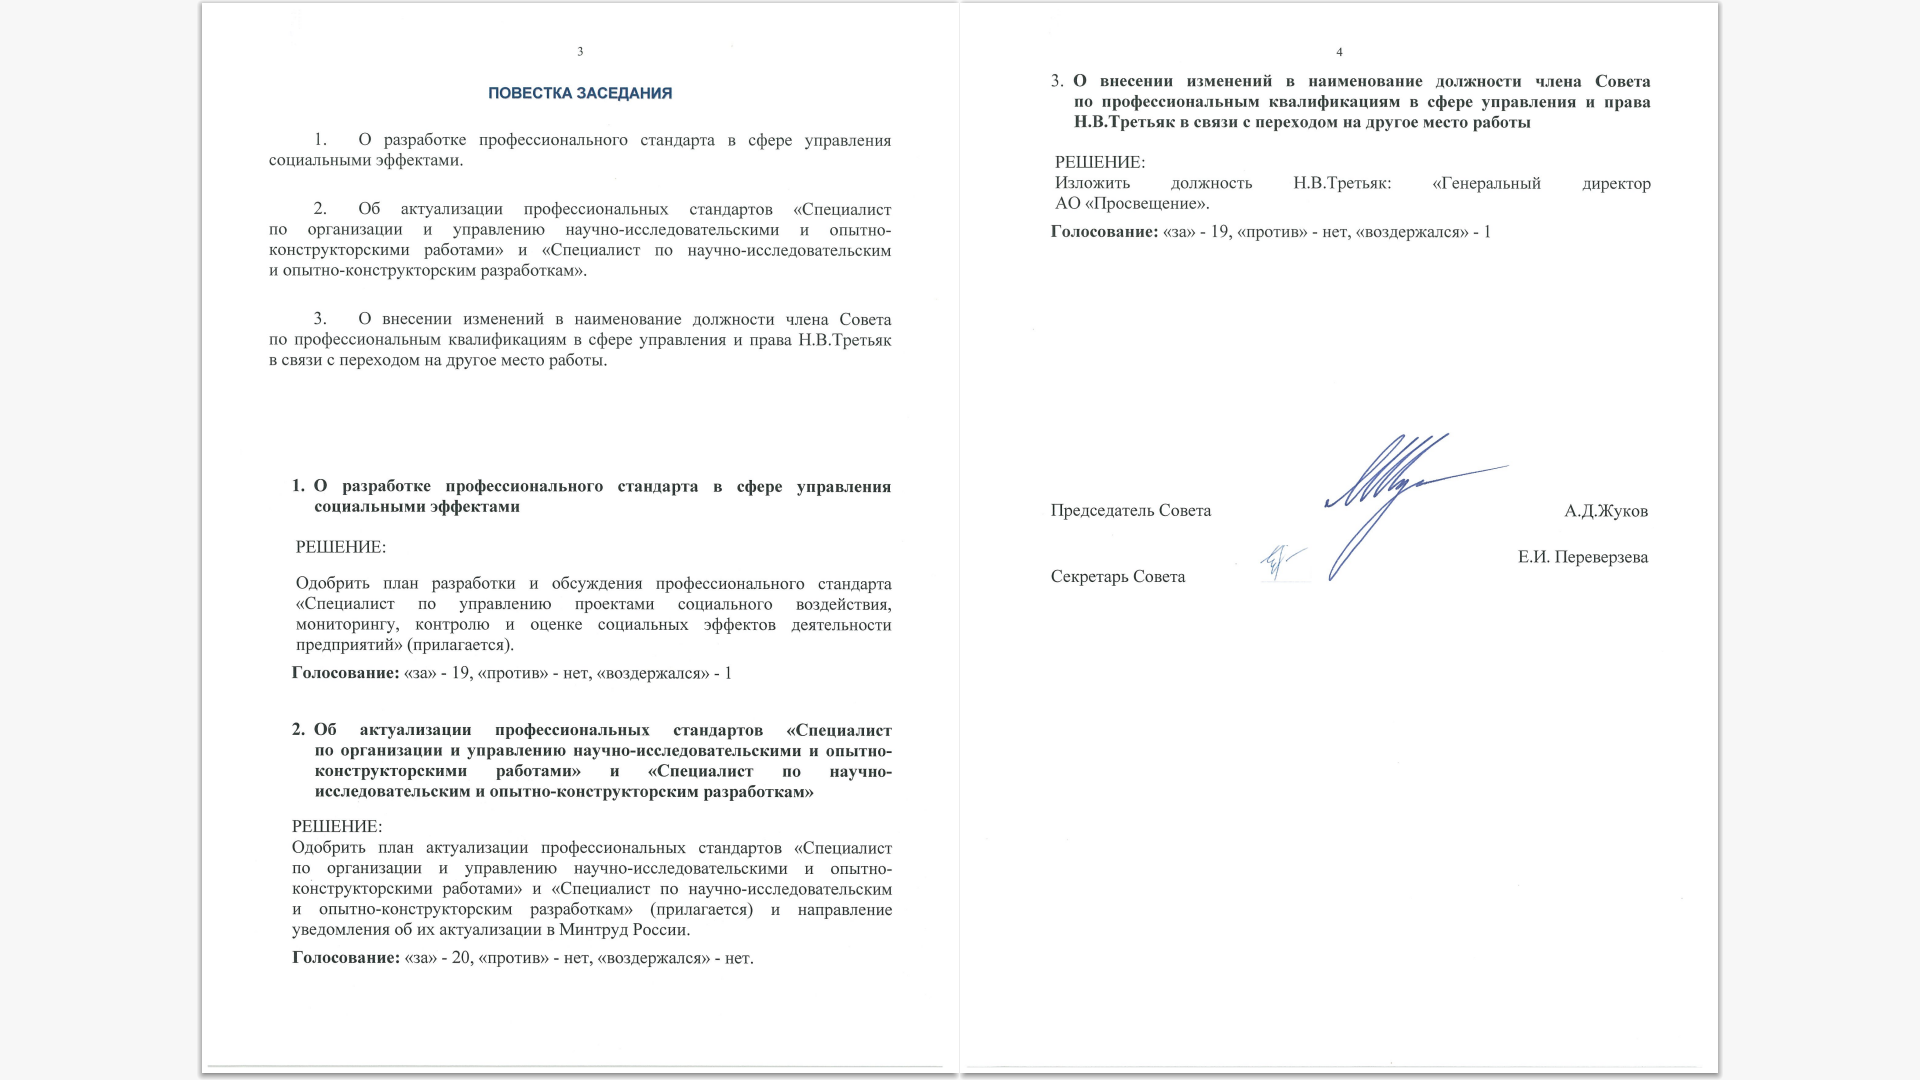 3
ПОВЕСТКА ЗАСЕДАНИЯ
1. О разработке профессионального стандарта в сфере управления
социальными эффектами.
2. Об актуализации профессиональных стандартов «Специалист
по организации и управлению научно-исследовательскими и опытно-
конструкторскими работами» и «Специалист по научно-исследовательским
и опытно-конструкторским разработкам».
3. О внесении изменений в наименование должности члена Совета
по профессиональным квалификациям в сфере управления и права Н.В.Третьяк
в связи с переходом на другое место работы.
1. О разработке профессионального стандарта в сфере управления
социальными эффектами
РЕШЕНИЕ:
Одобрить план разработки и обсуждения профессионального стандарта
«Специалист по управлению проектами социального воздействия,
мониторингу, контролю и оценке социальных эффектов деятельности
предприятий» (прилагается).
Голосование: «за» - 19, «против» - нет, «воздержался» - 1
2. Об актуализации профессиональных стандартов «Специалист
по организации и управлению научно-исследовательскими и опытно-
конструкторскими работами» и «Специалист по научно-
исследовательским и опытно-конструкторским разработкам»
РЕШЕНИЕ:
Одобрить план актуализации профессиональных стандартов «Специалист
по организации и управлению научно-исследовательскими и опытно-
конструкторскими работами» и «Специалист по научно-исследовательским
и опытно-конструкторским разработкам» (прилагается) и направление
уведомления об их актуализации в Минтруд России.
Голосование: «за» - 20, «против» - нет, «воздержался» - нет.
4
3. О внесении изменений в наименование должности члена Совета
по профессиональным квалификациям в сфере управления и права
Н.В.Третьяк в связи с переходом на другое место работы
РЕШЕНИЕ:
Изложить должность Н.В.Третьяк: «Генеральный директор
АО «Просвещение».
Голосование: «за» - 19, «против» - нет, «воздержался» - 1
Председатель Совета А.Д.Жуков
Е.И. Переверзева
Секретарь Совета